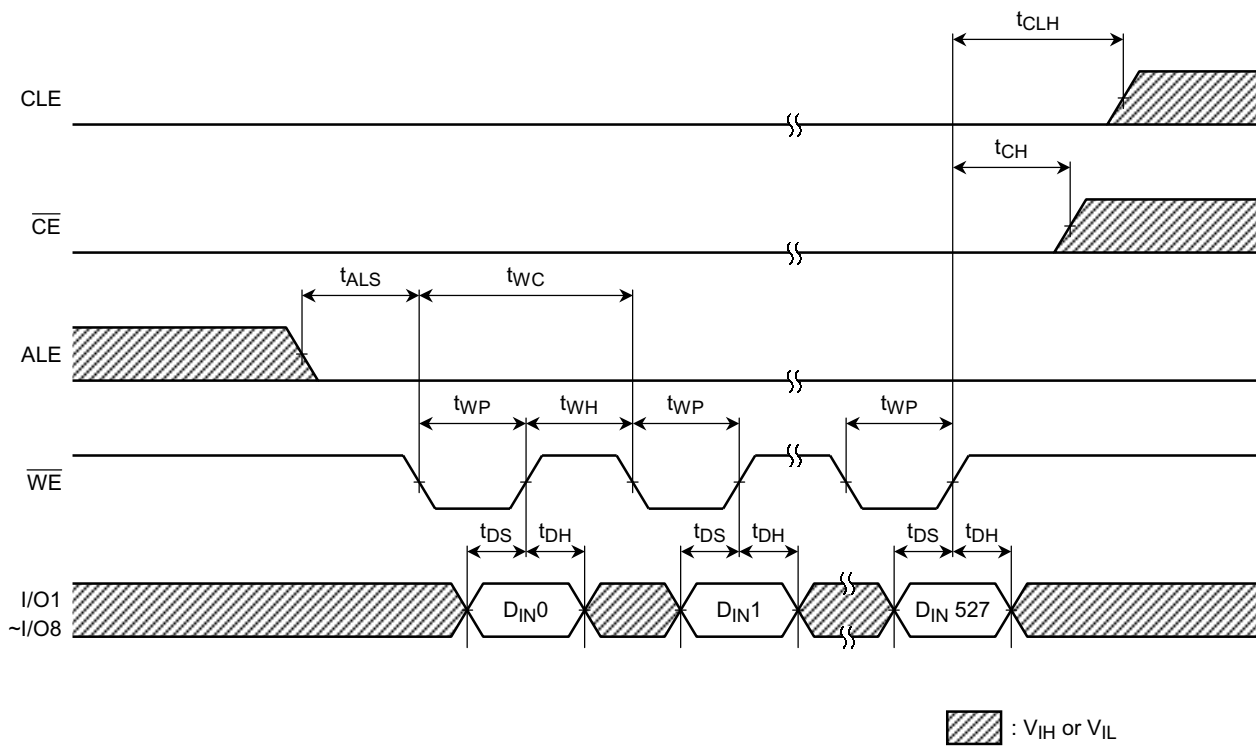 tCLH
CLE
tCH
CE
tALS tWC
ALE
tWP tWH tWP tWP
WE
tDS tDH tDS tDH tDS tDH
I/O1
~I/O8
DIN0 DIN1 DIN 527
: VIH or VIL